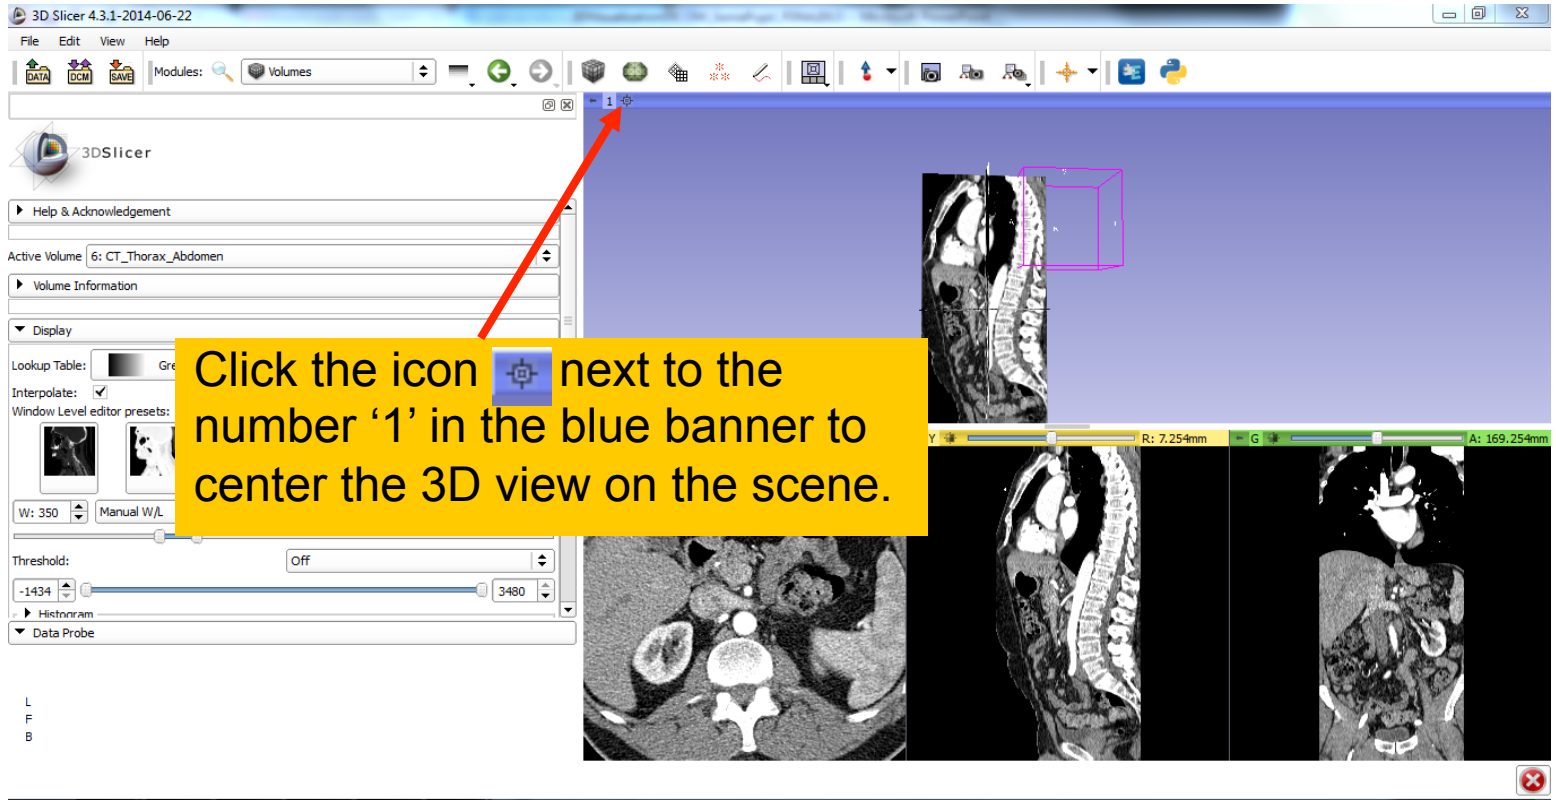 3D Slicer 4.3.1-2014-06-22
File Edit View Help
DATA DCM SAVE Modules: Volumes
1
3DSlicer
Help & Acknowledgement
Active Volume 6: CT_Thorax_Abdomen
Volume Information
Display
Lookup Table: Gre
Interpolate:
Window Level editor presets:
Click the icon next to the
number ‘1’ in the blue banner to
center the 3D view on the scene.
Y R: 7.254mm G A: 169.254mm
W: 350 Manual W/L
Threshold: Off
-1434 3480
Histogram
Data Probe
L
F
B